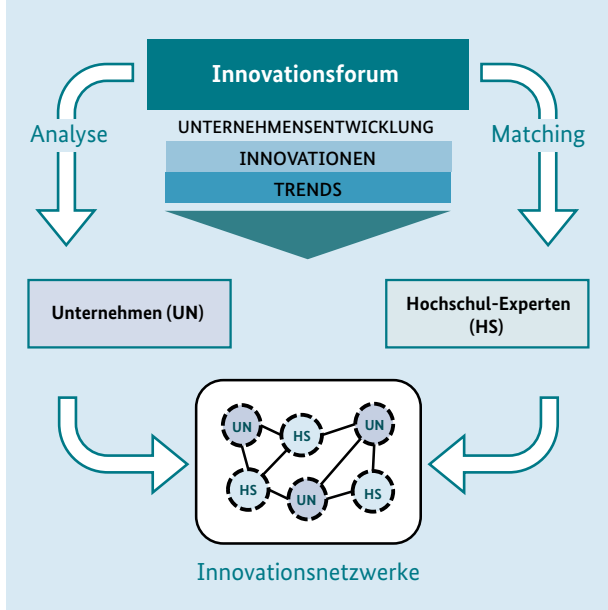 Innovationsforum
Analyse
Matching
UNTERNEHMENSENTWICKLUNG
INNOVATIONEN
TRENDS
Unternehmen (UN)
Hochschul-Experten
(HS)
UN
HS
UN
HS
UN
HS
Innovationsnetzwerke